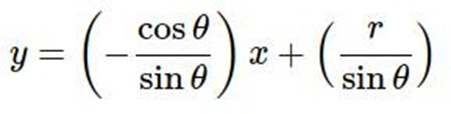 y = (− cos θ / sin θ) x + (r / sin θ)